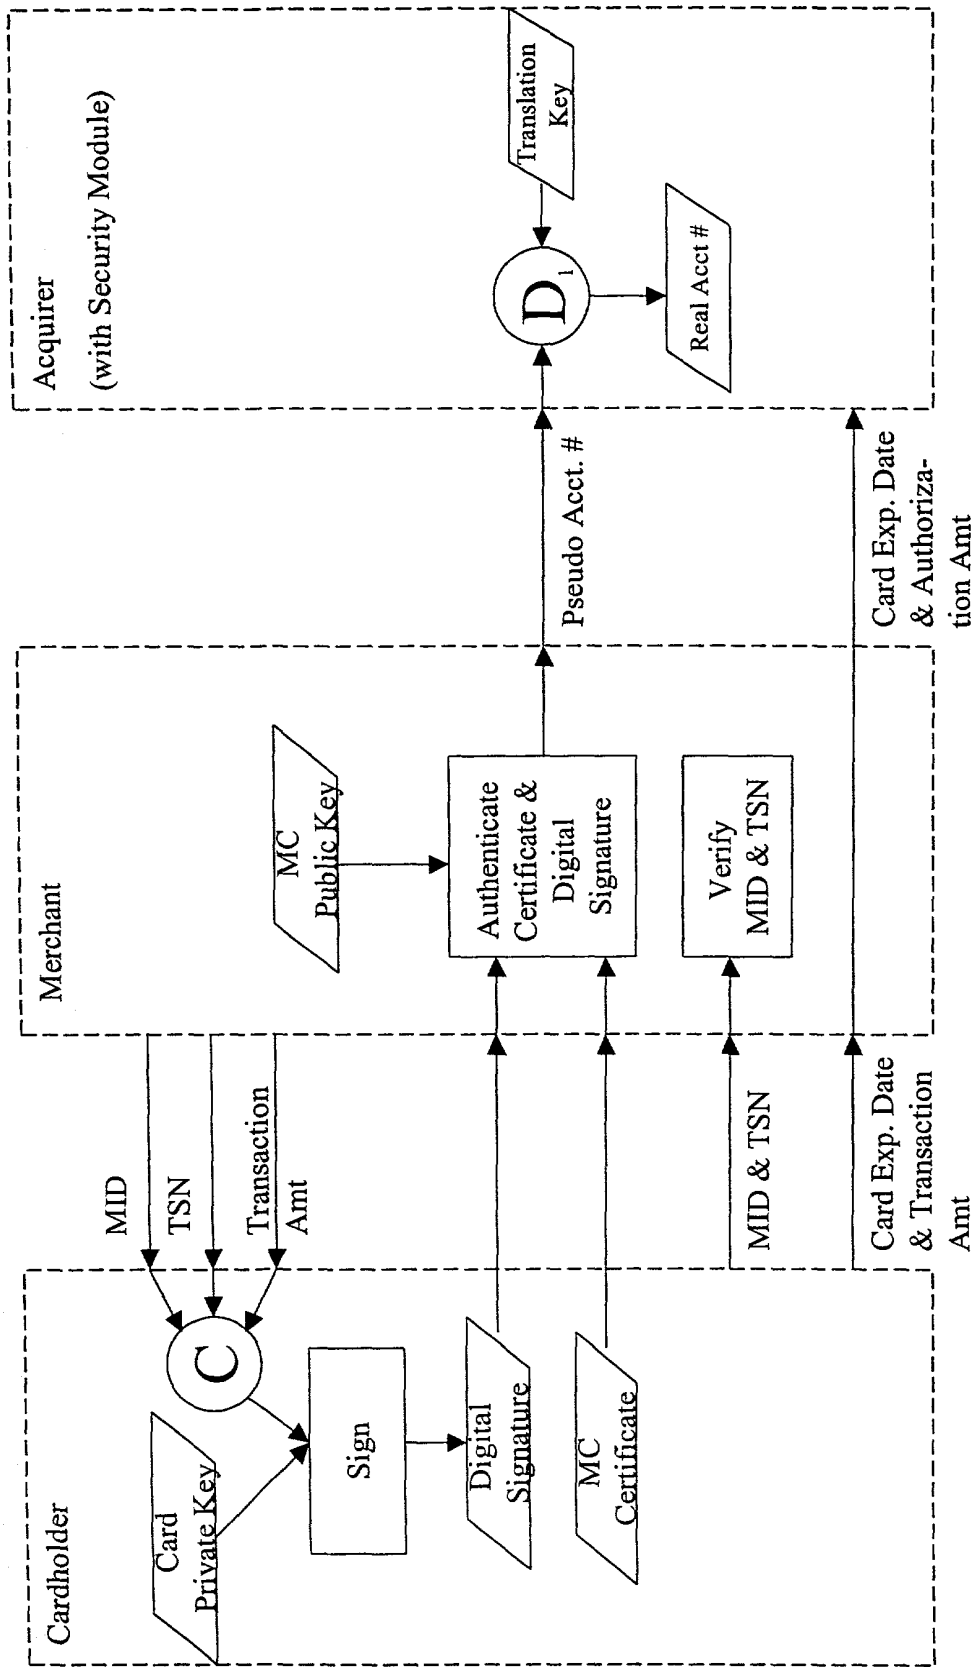 Cardholder
Card
Private Key
C
Sign
Digital
Signature
MC
Certificate
MID
TSN
Transaction
Amt
MID & TSN
Card Exp. Date
& Transaction
Amt
Merchant
MC
Public Key
Authenticate
Certificate &
Digital
Signature
Verify
MID & TSN
Pseudo Acct. #
Card Exp. Date
& Authoriza-
tion Amt
Acquirer
(with Security Module)
Translation
Key
D1
Real Acct #